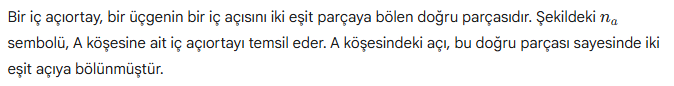 Bir iç açıortay, bir üçgenin bir iç açısını iki eşit parçaya bölen doğru parçasıdır. Şekildeki nₐ
sembolü, A köşesine ait iç açıortayı temsil eder. A köşesindeki açı, bu doğru parçası sayesinde iki
eşit açıya bölünmüştür.